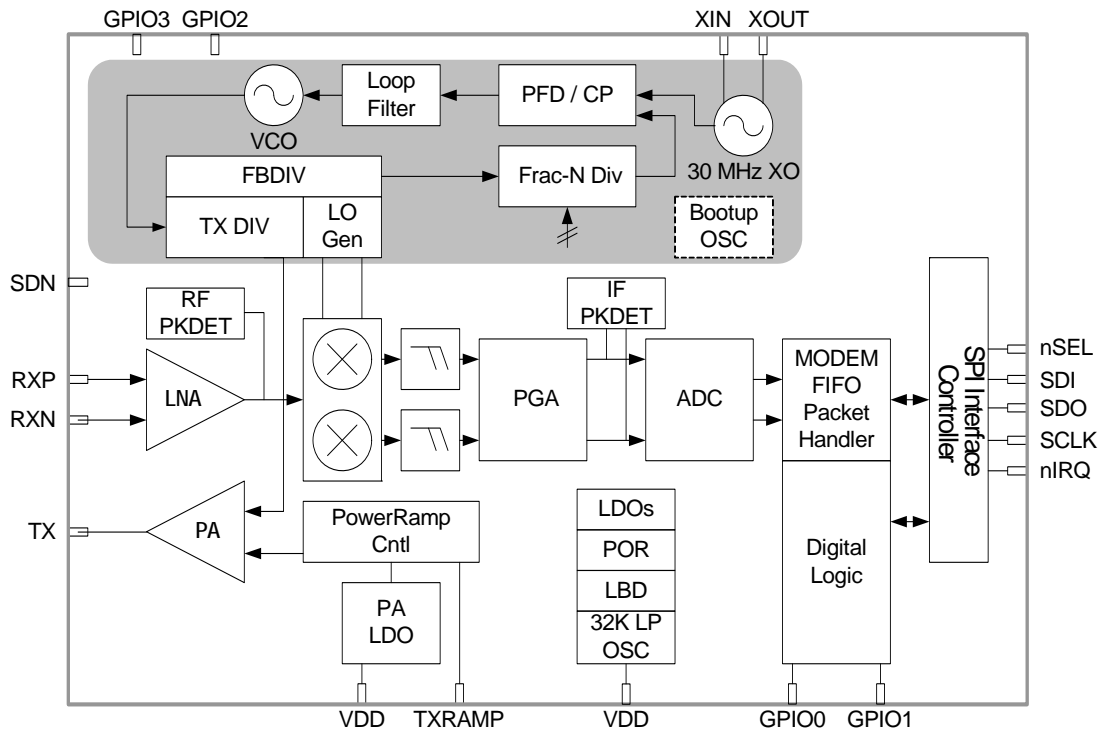 GPIO3 GPIO2
XIN XOUT
Loop
Filter
PFD / CP
VCO
30 MHz XO
FBDIV
Frac-N Div
TX DIV
LO
Gen
Bootup
OSC
SDN
RF
PKDET
IF
PKDET
RXP
RXN
LNA
PGA
ADC
MODEM
FIFO
Packet
Handler
SPI Interface
Controller
nSEL
SDI
SDO
SCLK
nIRQ
TX
PA
PowerRamp
Cntl
PA
LDO
LDOs
POR
LBD
32K LP
OSC
Digital
Logic
VDD
TXRAMP
VDD
GPIO0
GPIO1